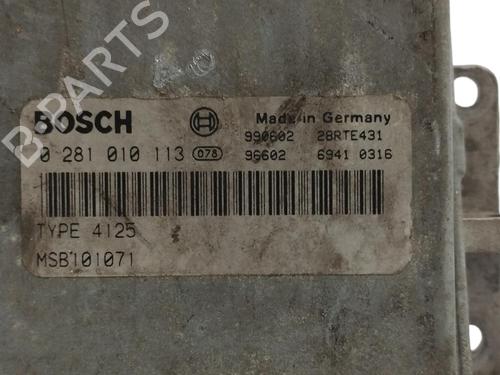 B-PARTS
BOSCH
Made in Germany
990602 28RTE431
0 281 010 113 078
96602 6941 0316
TYPE 4125
MSB101071